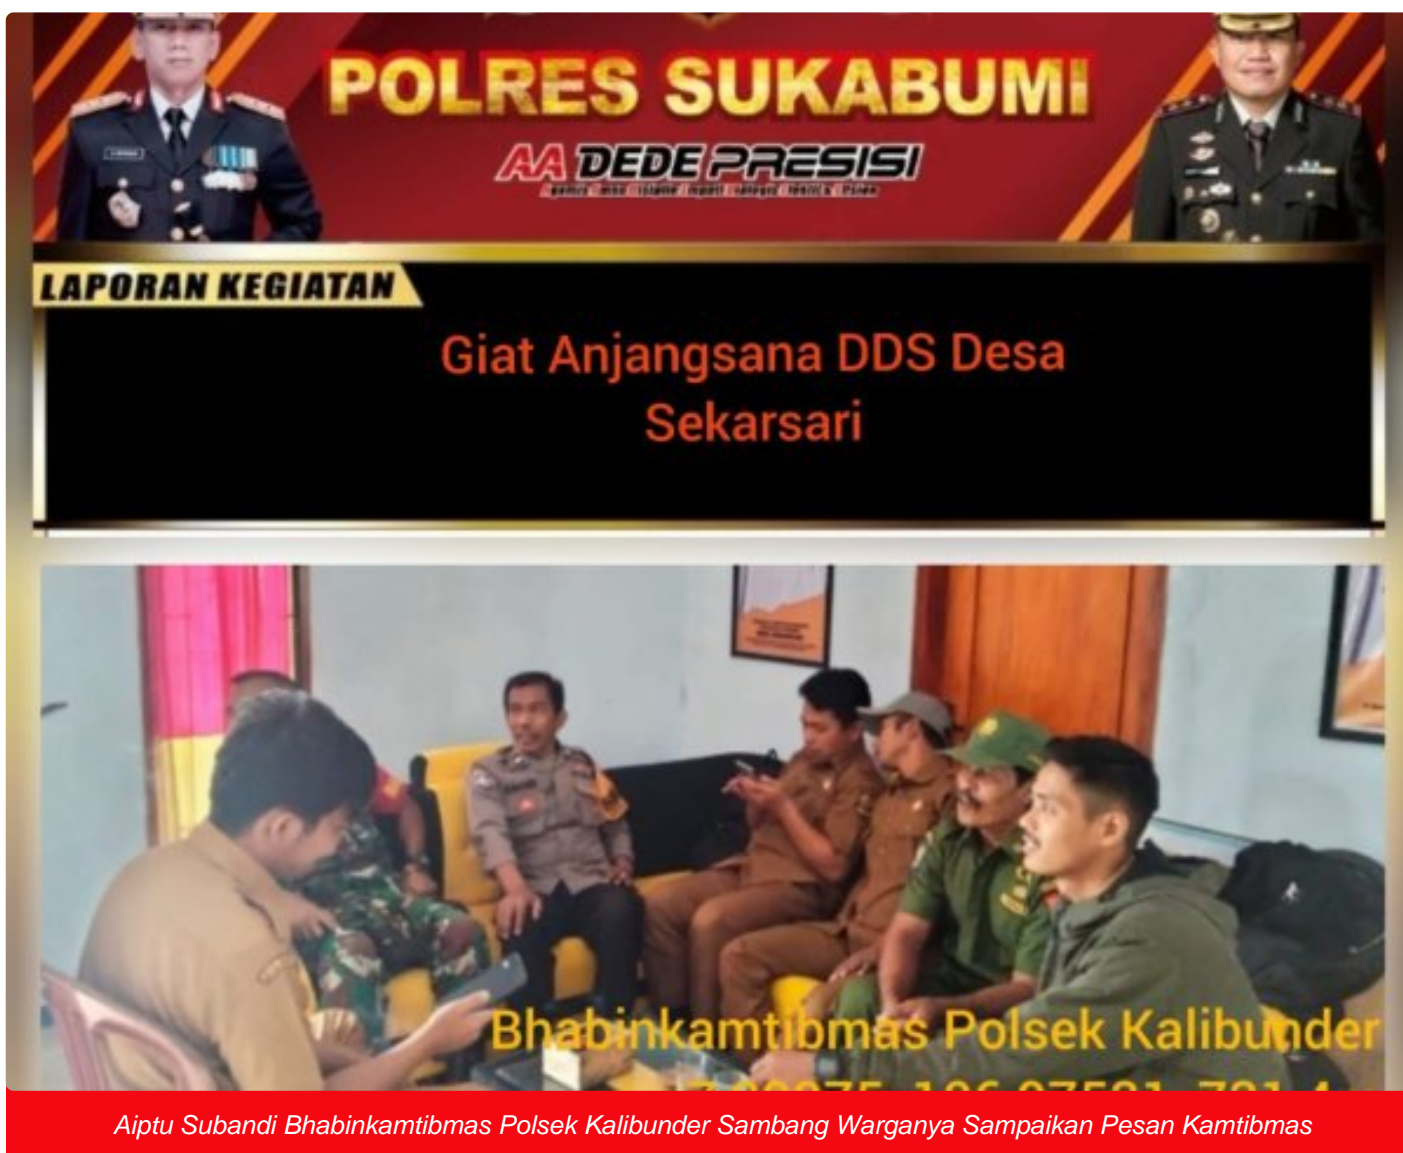 POLRES SUKABUMI
AA DEDE PRESISI
LAPORAN KEGIATAN
Giat Anjangsana DDS Desa
Sekarsari
Bhabinkamtibmas Polsek Kalibunder
Aiptu Subandi Bhabinkamtibmas Polsek Kalibunder Sambang Warganya Sampaikan Pesan Kamtibmas